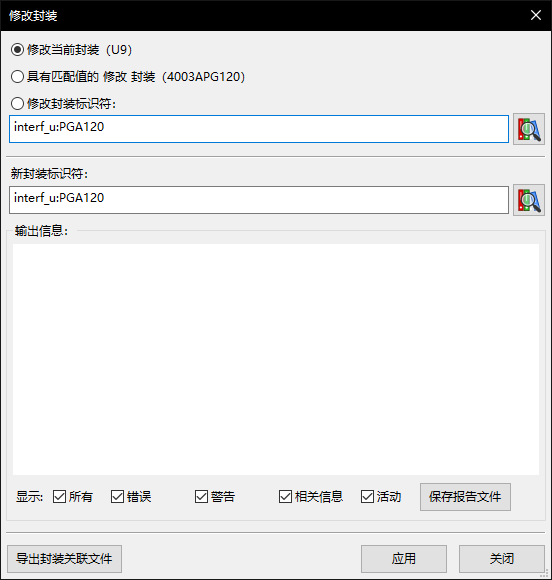 修改封装
修改当前封装（U9）
具有匹配值的 修改 封装（4003APG120）
修改封装标识符：
interf_u:PGA120
新封装标识符：
interf_u:PGA120
输出信息：
显示: 所有 错误 警告 相关信息 活动 保存报告文件
导出封装关联文件 应用 关闭